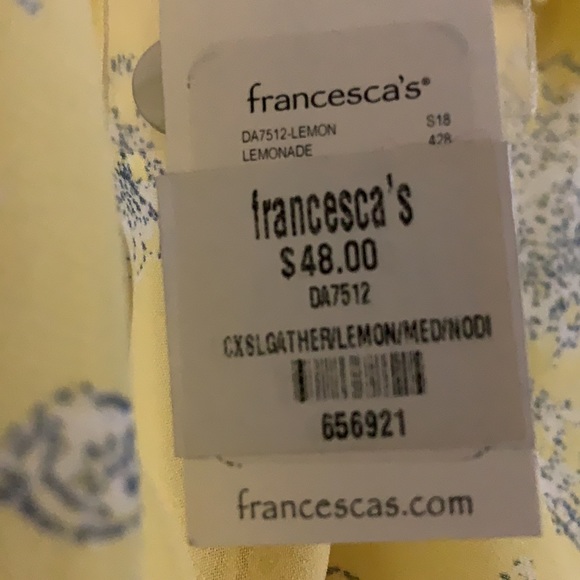 francesca's®
DA7512-LEMON S18
LEMONADE 428
francesca's
$48.00
DA7512
CXSLGATHER/LEMON/MED/NODI
656921
francescas.com